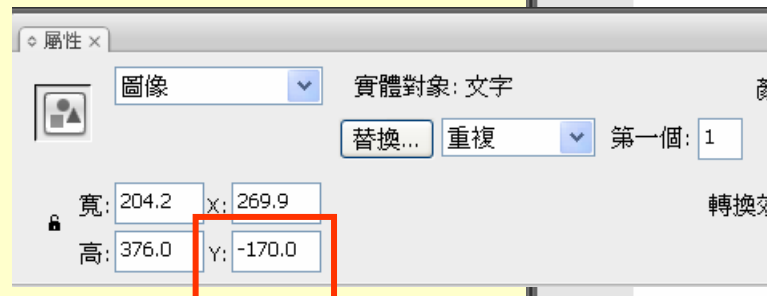 屬性
圖像 實體對象: 文字
替換... 重複 第一個: 1
寬: 204.2 X: 269.9
高: 376.0 Y: -170.0
轉換